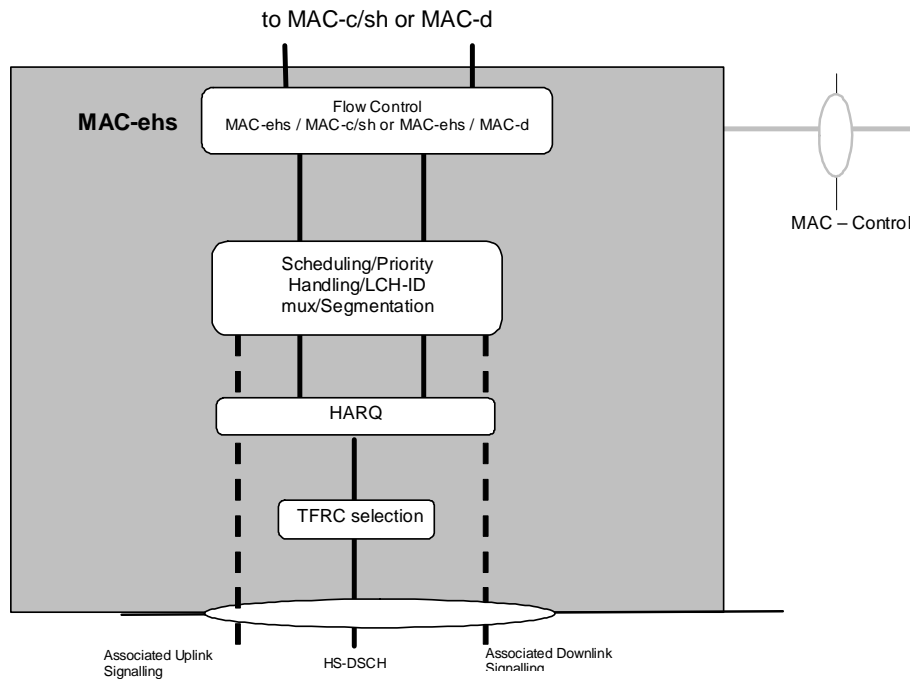 to MAC-c/sh or MAC-d
MAC-ehs
Flow Control
MAC-ehs / MAC-c/sh or MAC-ehs / MAC-d
MAC – Control
Scheduling/Priority
Handling/LCH-ID
mux/Segmentation
HARQ
TFRC selection
Associated Uplink
Signalling
HS-DSCH
Associated Downlink
Signalling